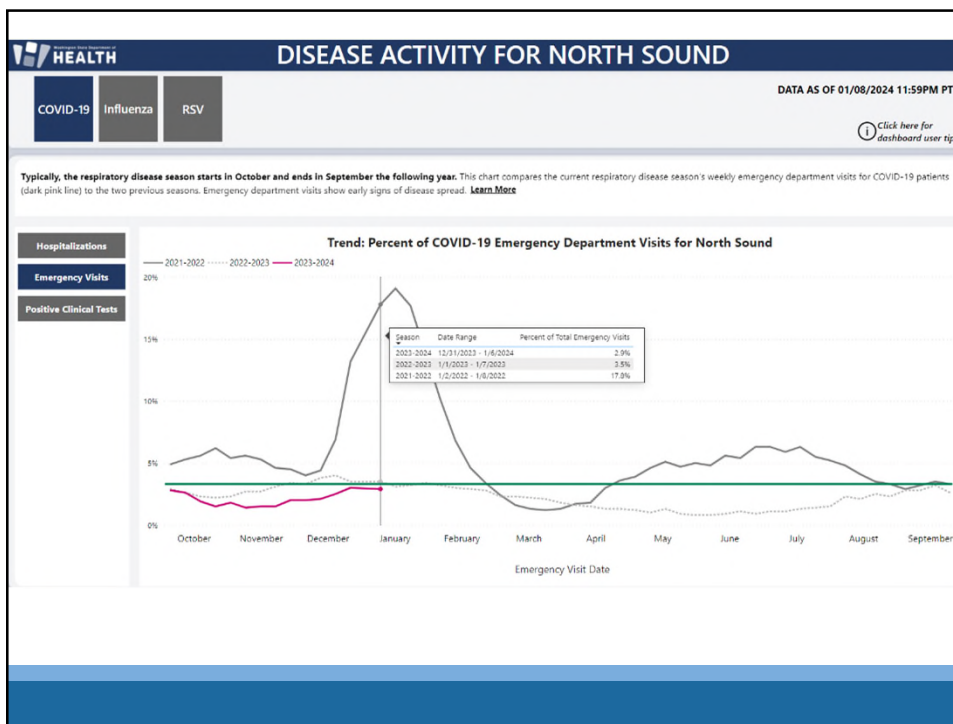 Washington State Department of
HEALTH
DISEASE ACTIVITY FOR NORTH SOUND
COVID-19
Influenza
RSV
DATA AS OF 01/08/2024 11:59PM PT
Click here for
dashboard user tip
Typically, the respiratory disease season starts in October and ends in September the following year. This chart compares the current respiratory disease season's weekly emergency department visits for COVID-19 patients
(dark pink line) to the two previous seasons. Emergency department visits show early signs of disease spread. Learn More
Hospitalizations
Emergency Visits
Positive Clinical Tests
Trend: Percent of COVID-19 Emergency Department Visits for North Sound
2021-2022 2022-2023 2023-2024
20%
15%
10%
5%
0%
Season Date Range Percent of Total Emergency Visits
2023-2024 12/31/2023 - 1/6/2024 2.9%
2022-2023 1/1/2023 - 1/7/2023 3.5%
2021-2022 1/2/2022 - 1/8/2022 17.8%
October November December January February March April May June July August September
Emergency Visit Date